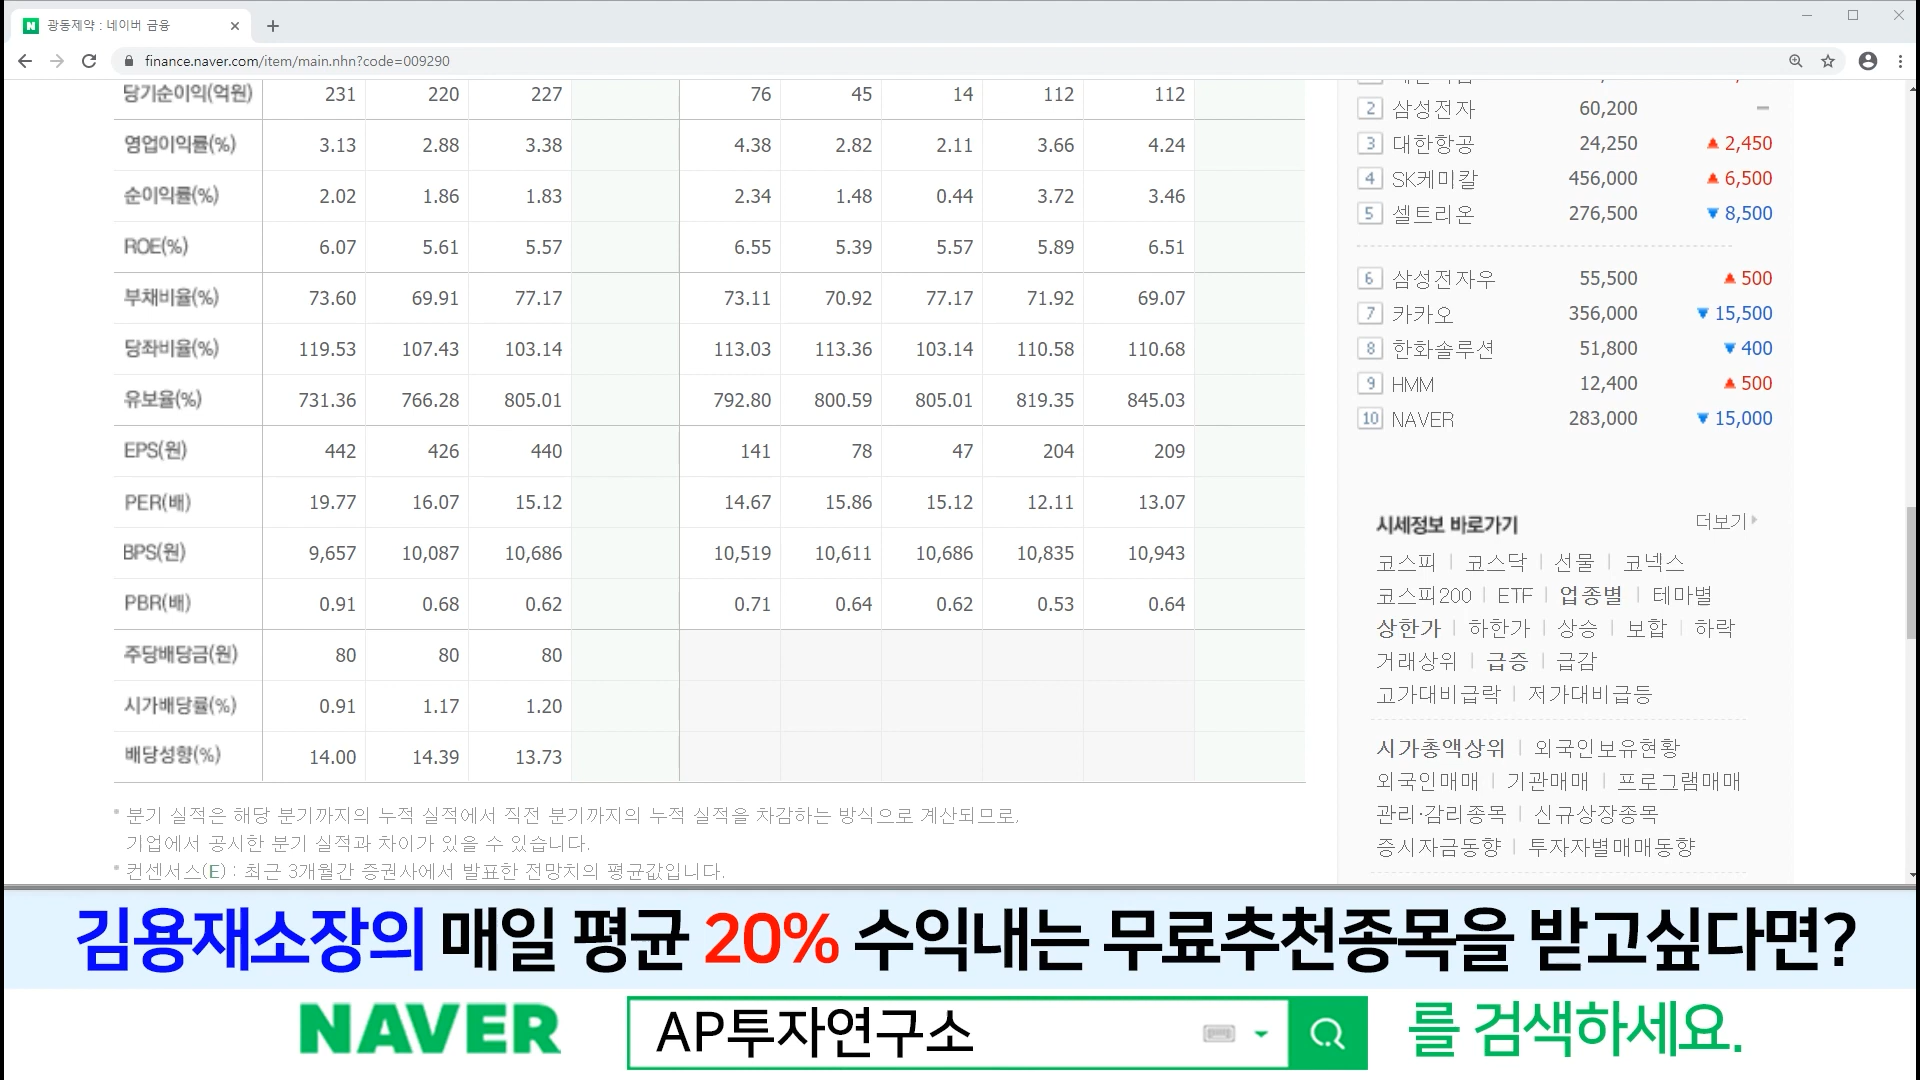 광동제약 : 네이버 금융
finance.naver.com/item/main.nhn?code=009290
당기순이익(억원) 231 220 227 76 45 14 112 112
영업이익률(%) 3.13 2.88 3.38 4.38 2.82 2.11 3.66 4.24
순이익률(%) 2.02 1.86 1.83 2.34 1.48 0.44 3.72 3.46
ROE(%) 6.07 5.61 5.57 6.55 5.39 5.57 5.89 6.51
부채비율(%) 73.60 69.91 77.17 73.11 70.92 77.17 71.92 69.07
당좌비율(%) 119.53 107.43 103.14 113.03 113.36 103.14 110.58 110.68
유보율(%) 731.36 766.28 805.01 792.80 800.59 805.01 819.35 845.03
EPS(원) 442 426 440 141 78 47 204 209
PER(배) 19.77 16.07 15.12 14.67 15.86 15.12 12.11 13.07
BPS(원) 9,657 10,087 10,686 10,519 10,611 10,686 10,835 10,943
PBR(배) 0.91 0.68 0.62 0.71 0.64 0.62 0.53 0.64
주당배당금(원) 80 80 80
시가배당률(%) 0.91 1.17 1.20
배당성향(%) 14.00 14.39 13.73
* 분기 실적은 해당 분기까지의 누적 실적에서 직전 분기까지의 누적 실적을 차감하는 방식으로 계산되므로,
기업에서 공시한 분기 실적과 차이가 있을 수 있습니다.
* 컨센서스(E) : 최근 3개월간 증권사에서 발표한 전망치의 평균값입니다.
2 삼성전자 60,200 –
3 대한항공 24,250 ▲ 2,450
4 SK케미칼 456,000 ▲ 6,500
5 셀트리온 276,500 ▼ 8,500
6 삼성전자우 55,500 ▲ 500
7 카카오 356,000 ▼ 15,500
8 한화솔루션 51,800 ▼ 400
9 HMM 12,400 ▲ 500
10 NAVER 283,000 ▼ 15,000
시세정보 바로가기 더보기
코스피 | 코스닥 | 선물 | 코넥스
코스피200 | ETF | 업종별 | 테마별
상한가 | 하한가 | 상승 | 보합 | 하락
거래상위 | 급증 | 급감
고가대비급락 | 저가대비급등
시가총액상위 | 외국인보유현황
외국인매매 | 기관매매 | 프로그램매매
관리·감리종목 | 신규상장종목
증시자금동향 | 투자자별매매동향
김용재소장의 매일 평균 20% 수익내는 무료추천종목을 받고싶다면?
NAVER AP투자연구소 를 검색하세요.